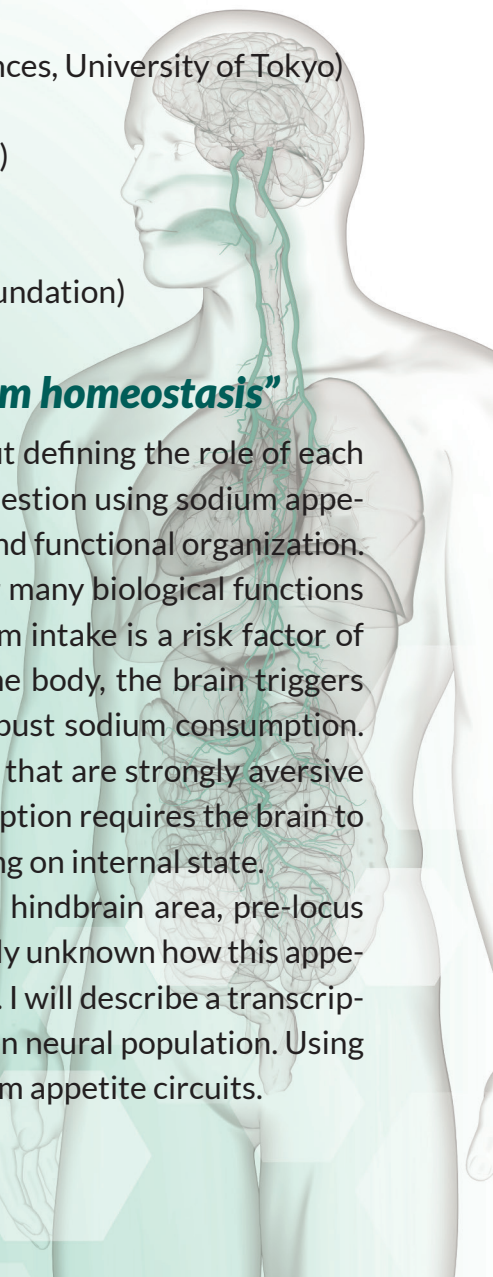 nces, University of Tokyo)
)
undation)
m homeostasis”
ut defining the role of each
estion using sodium appe-
nd functional organization.
many biological functions
m intake is a risk factor of
he body, the brain triggers
bust sodium consumption.
that are strongly aversive
ption requires the brain to
ng on internal state.
hindbrain area, pre-locus
ly unknown how this appe-
. I will describe a transcrip-
n neural population. Using
m appetite circuits.